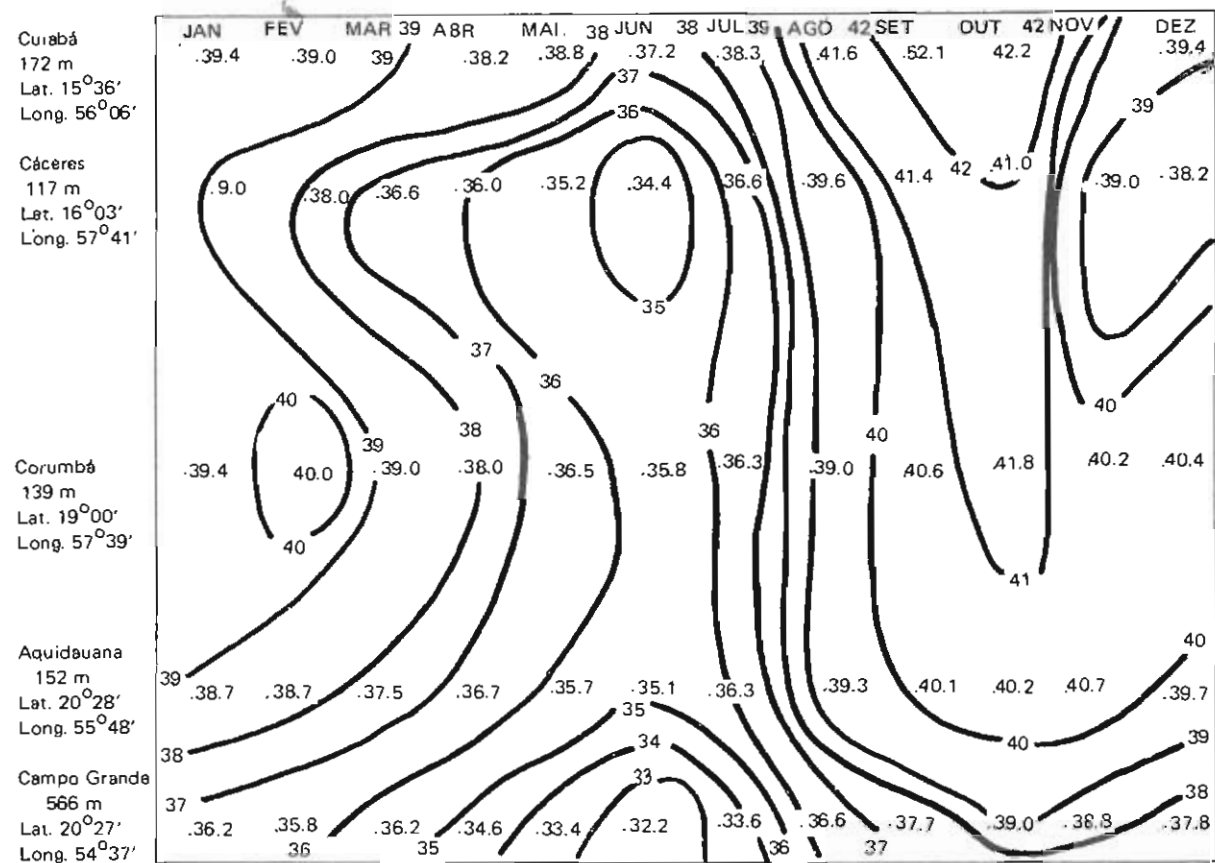 JAN FEV MAR 39 ABR MAI. 38 JUN 38 JUL 39 AGO 42 SET OUT 42 NOV DEZ
Cuiabá
172 m
Lat. 15°36'
Long. 56°06'
.39.4 .39.0 39 .38.2 .38.8 .37.2 .38.3 .41.6 .52.1 42.2 .39.4
37
36
39
Cáceres
117 m
Lat. 16°03'
Long. 57°41'
.9.0 .38.0 .36.6 .36.0 .35.2 .34.4 .36.6 .39.6 41.4 42 .41.0 .39.0 .38.2
35
37
36
40
40
39
38
36
40
Corumbá
139 m
Lat. 19°00'
Long. 57°39'
.39.4 40.0 .39.0 .38.0 .36.5 .35.8 .36.3 .39.0 .40.6 .41.8 .40.2 .40.4
40
41
40
Aquidauana
152 m
Lat. 20°28'
Long. 55°48'
39
.38.7 .38.7 .37.5 .36.7 .35.7 .35.1 .36.3 .39.3 .40.1 .40.2 .40.7 .39.7
35
38
34
40
39
33
38
Campo Grande
566 m
Lat. 20°27'
Long. 54°37'
37
.36.2 .35.8 .36.2 .34.6 .33.4 .32.2 .33.6 .36.6 .37.7 .39.0 .38.8 .37.8
36 35 36 37